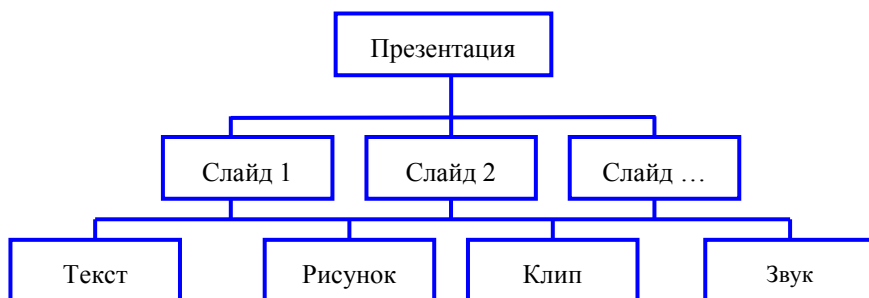 Презентация
Слайд 1
Слайд 2
Слайд …
Текст
Рисунок
Клип
Звук